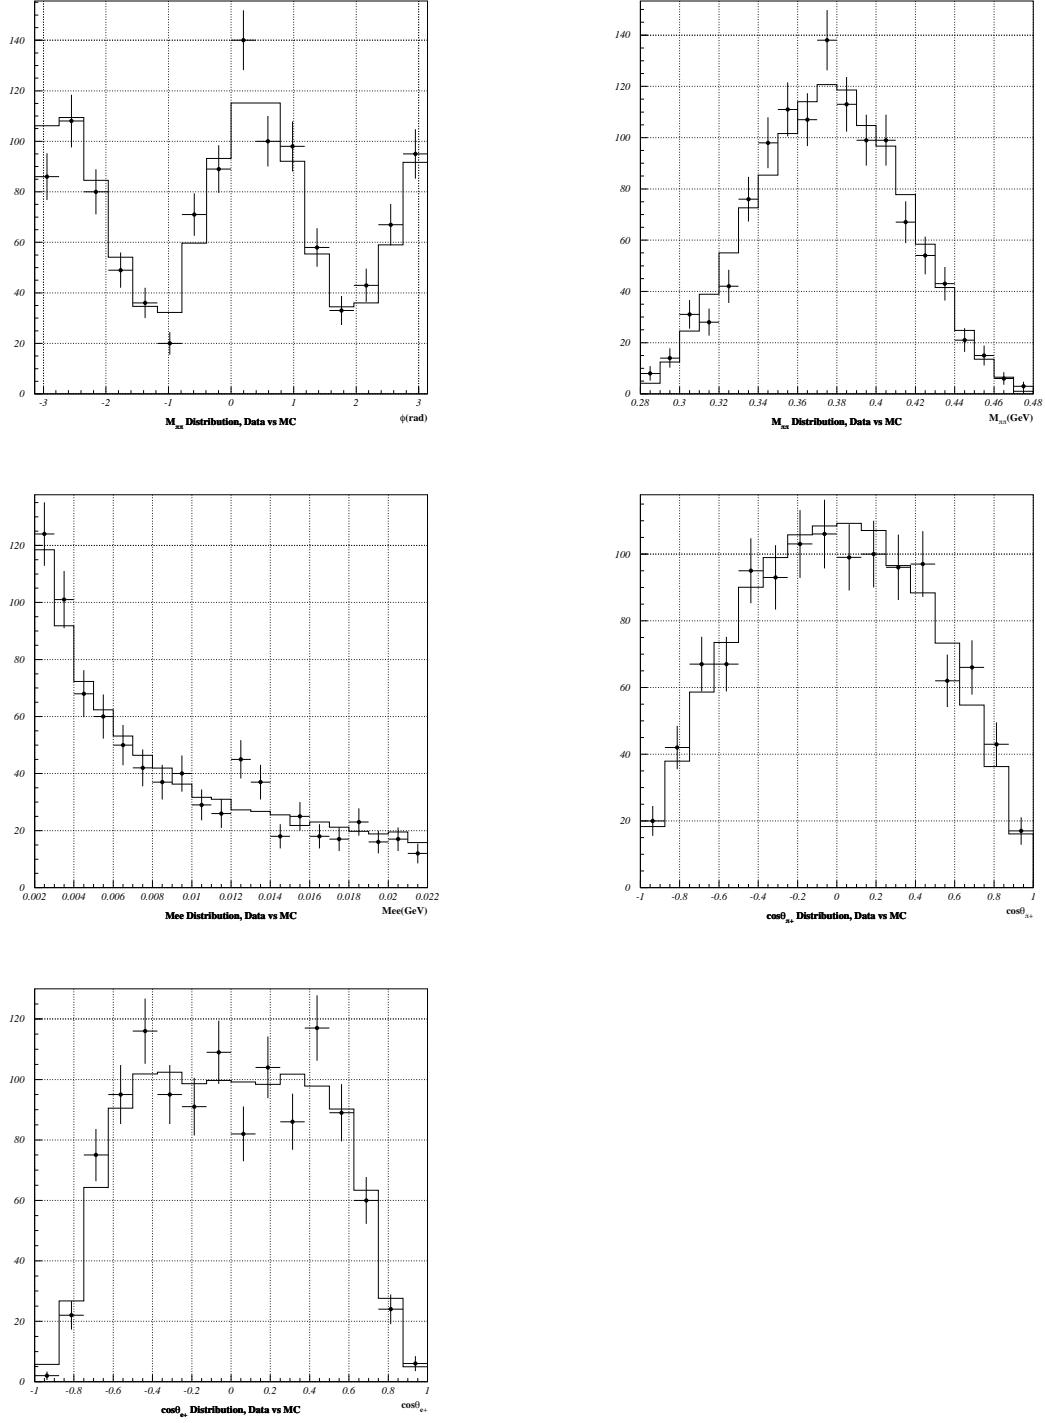 140
120
100
80
60
40
20
0
-3 -2 -1 0 1 2 3
ϕ(rad)
M_ππ Distribution, Data vs MC
140
120
100
80
60
40
20
0
0.28 0.3 0.32 0.34 0.36 0.38 0.4 0.42 0.44 0.46 0.48
M_ππ(GeV)
M_ππ Distribution, Data vs MC
120
100
80
60
40
20
0
0.002 0.004 0.006 0.008 0.01 0.012 0.014 0.016 0.018 0.02 0.022
Mee(GeV)
Mee Distribution, Data vs MC
100
80
60
40
20
0
-1 -0.8 -0.6 -0.4 -0.2 0 0.2 0.4 0.6 0.8 1
cosθ_π+
cosθ_π+ Distribution, Data vs MC
120
100
80
60
40
20
0
-1 -0.8 -0.6 -0.4 -0.2 0 0.2 0.4 0.6 0.8 1
cosθ_e+
cosθ_e+ Distribution, Data vs MC